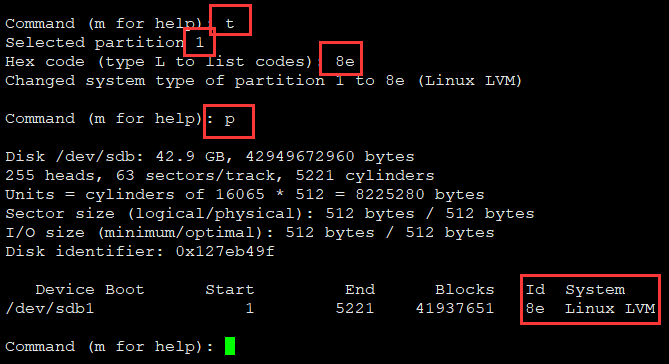 Command (m for help): t
Selected partition 1
Hex code (type L to list codes): 8e
Changed system type of partition 1 to 8e (Linux LVM)
Command (m for help): p
Disk /dev/sdb: 42.9 GB, 42949672960 bytes
255 heads, 63 sectors/track, 5221 cylinders
Units = cylinders of 16065 * 512 = 8225280 bytes
Sector size (logical/physical): 512 bytes / 512 bytes
I/O size (minimum/optimal): 512 bytes / 512 bytes
Disk identifier: 0x127eb49f
Device Boot Start End Blocks Id System
/dev/sdb1 1 5221 41937651 8e Linux LVM
Command (m for help):